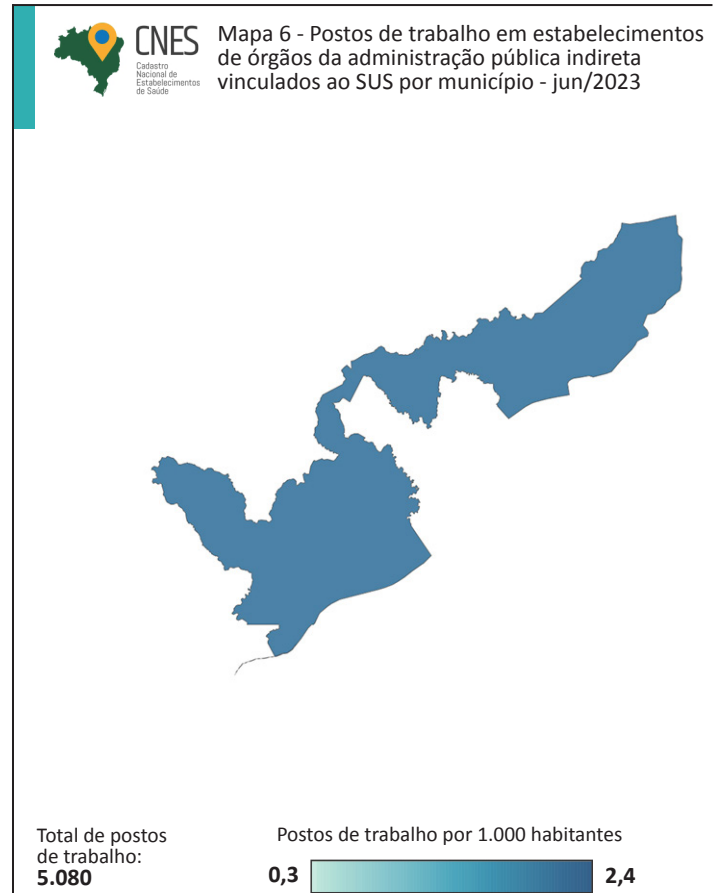 CNES
Cadastro
Nacional de
Estabelecimentos
de Saúde
Mapa 6 - Postos de trabalho em estabelecimentos
de órgãos da administração pública indireta
vinculados ao SUS por município - jun/2023
Total de postos
de trabalho:
5.080
Postos de trabalho por 1.000 habitantes
0,3
2,4